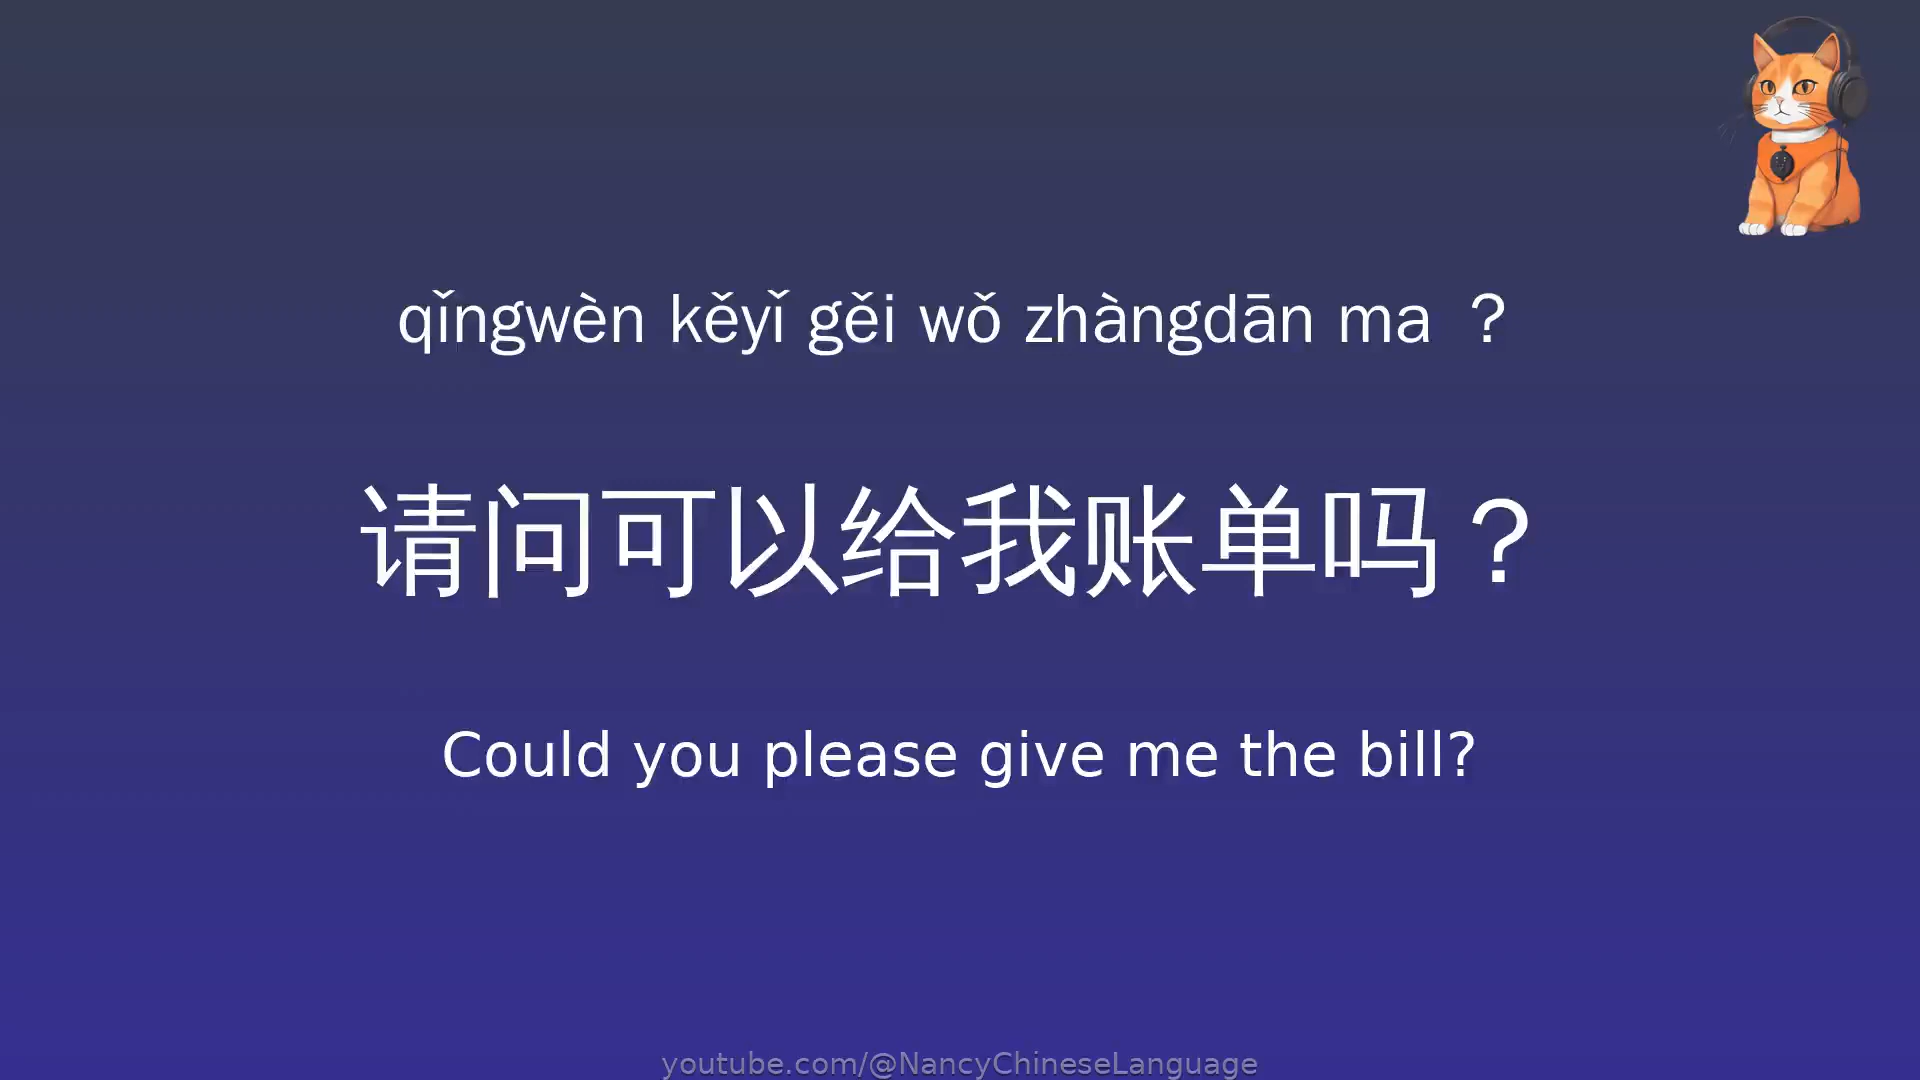 qǐngwèn kěyǐ gěi wǒ zhàngdān ma ？
请问可以给我账单吗？
Could you please give me the bill?
youtube.com/@NancyChineseLanguage